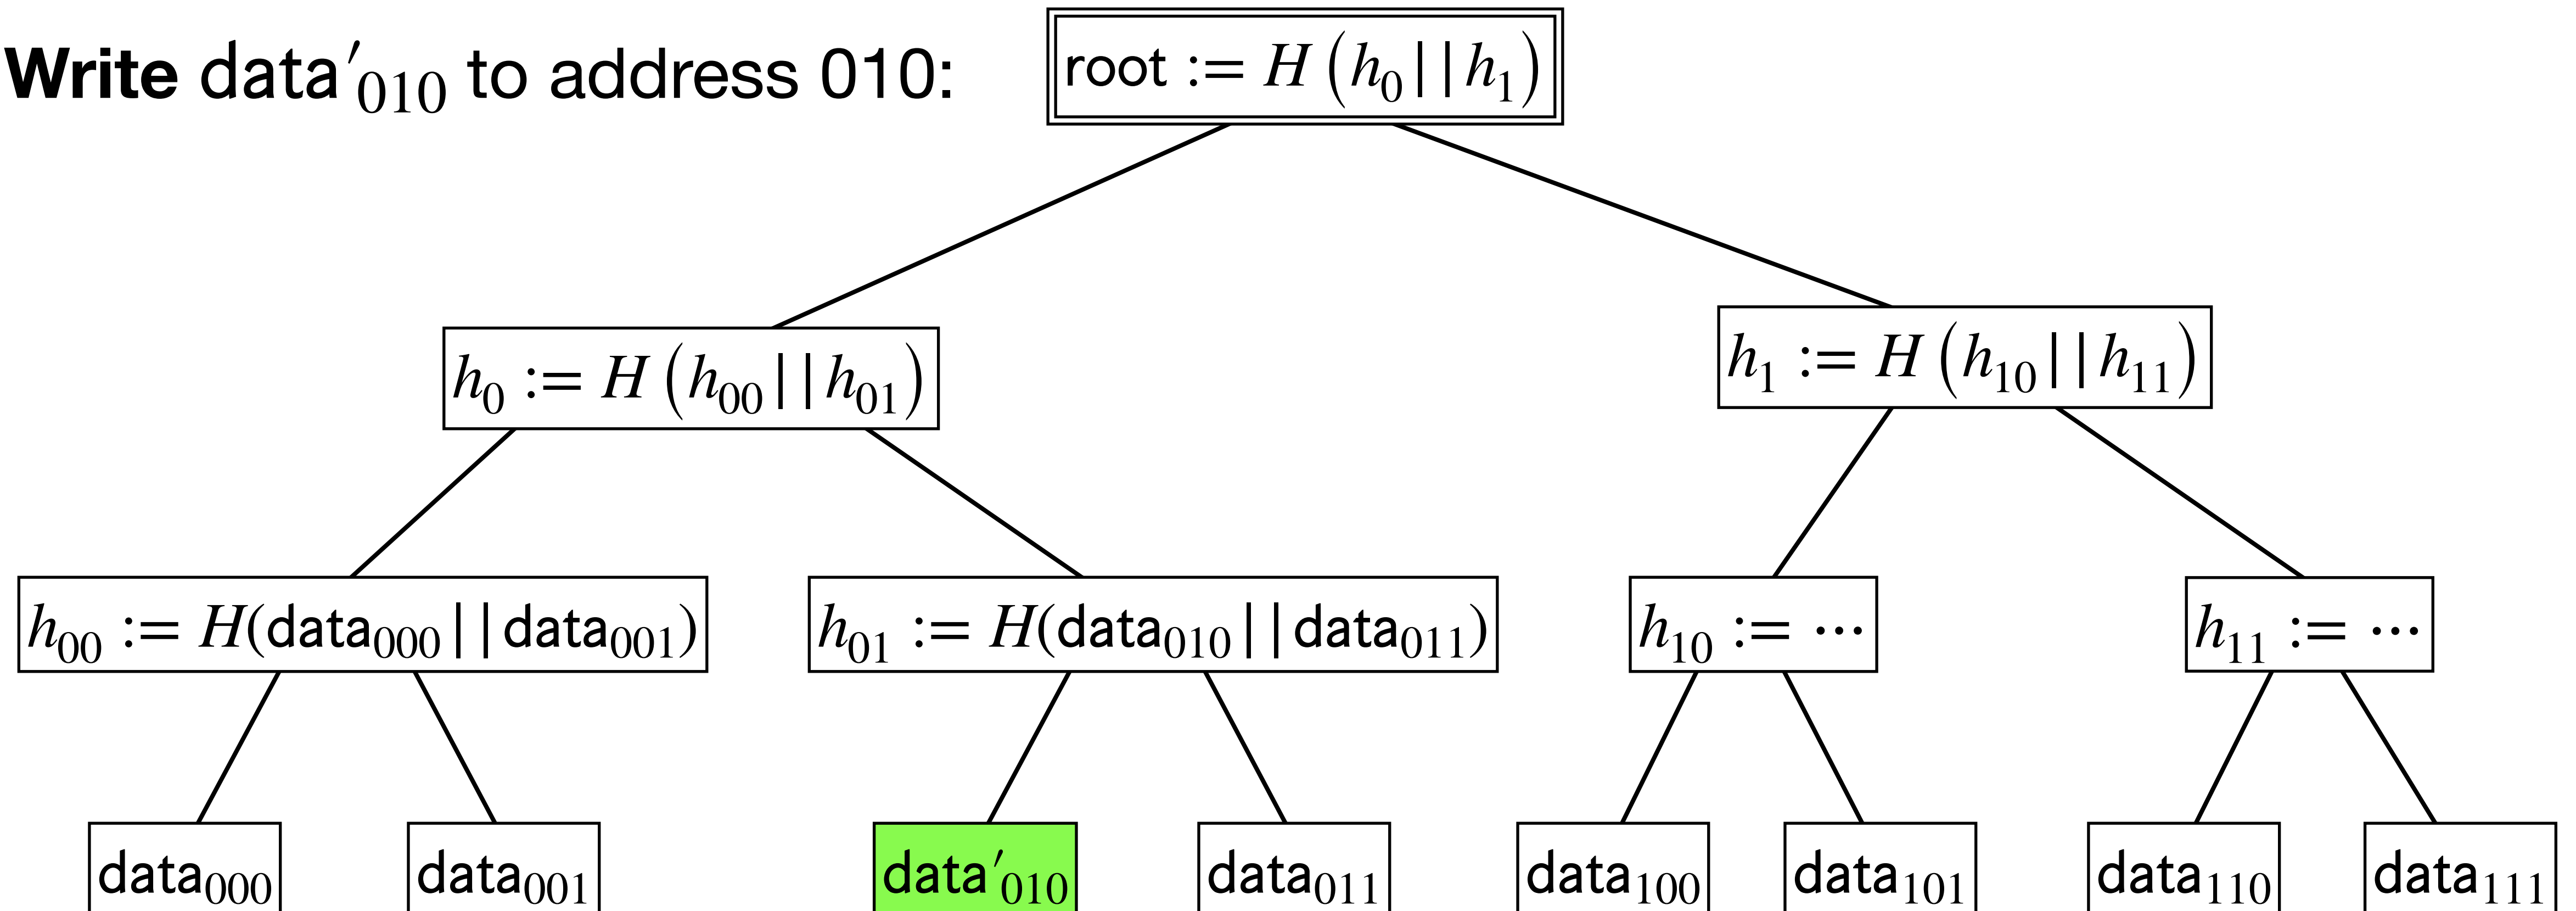 Write data′₀₁₀ to address 010:
root := H (h₀ || h₁)
h₀ := H (h₀₀ || h₀₁)
h₁ := H (h₁₀ || h₁₁)
h₀₀ := H(data₀₀₀ || data₀₀₁)
h₀₁ := H(data₀₁₀ || data₀₁₁)
h₁₀ := ⋯
h₁₁ := ⋯
data₀₀₀
data₀₀₁
data′₀₁₀
data₀₁₁
data₁₀₀
data₁₀₁
data₁₁₀
data₁₁₁